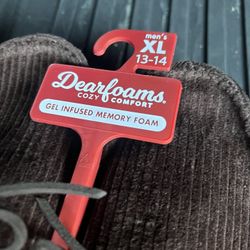 men's
XL
13-14
Dearfoams®
COZY COMFORT
GEL INFUSED MEMORY FOAM